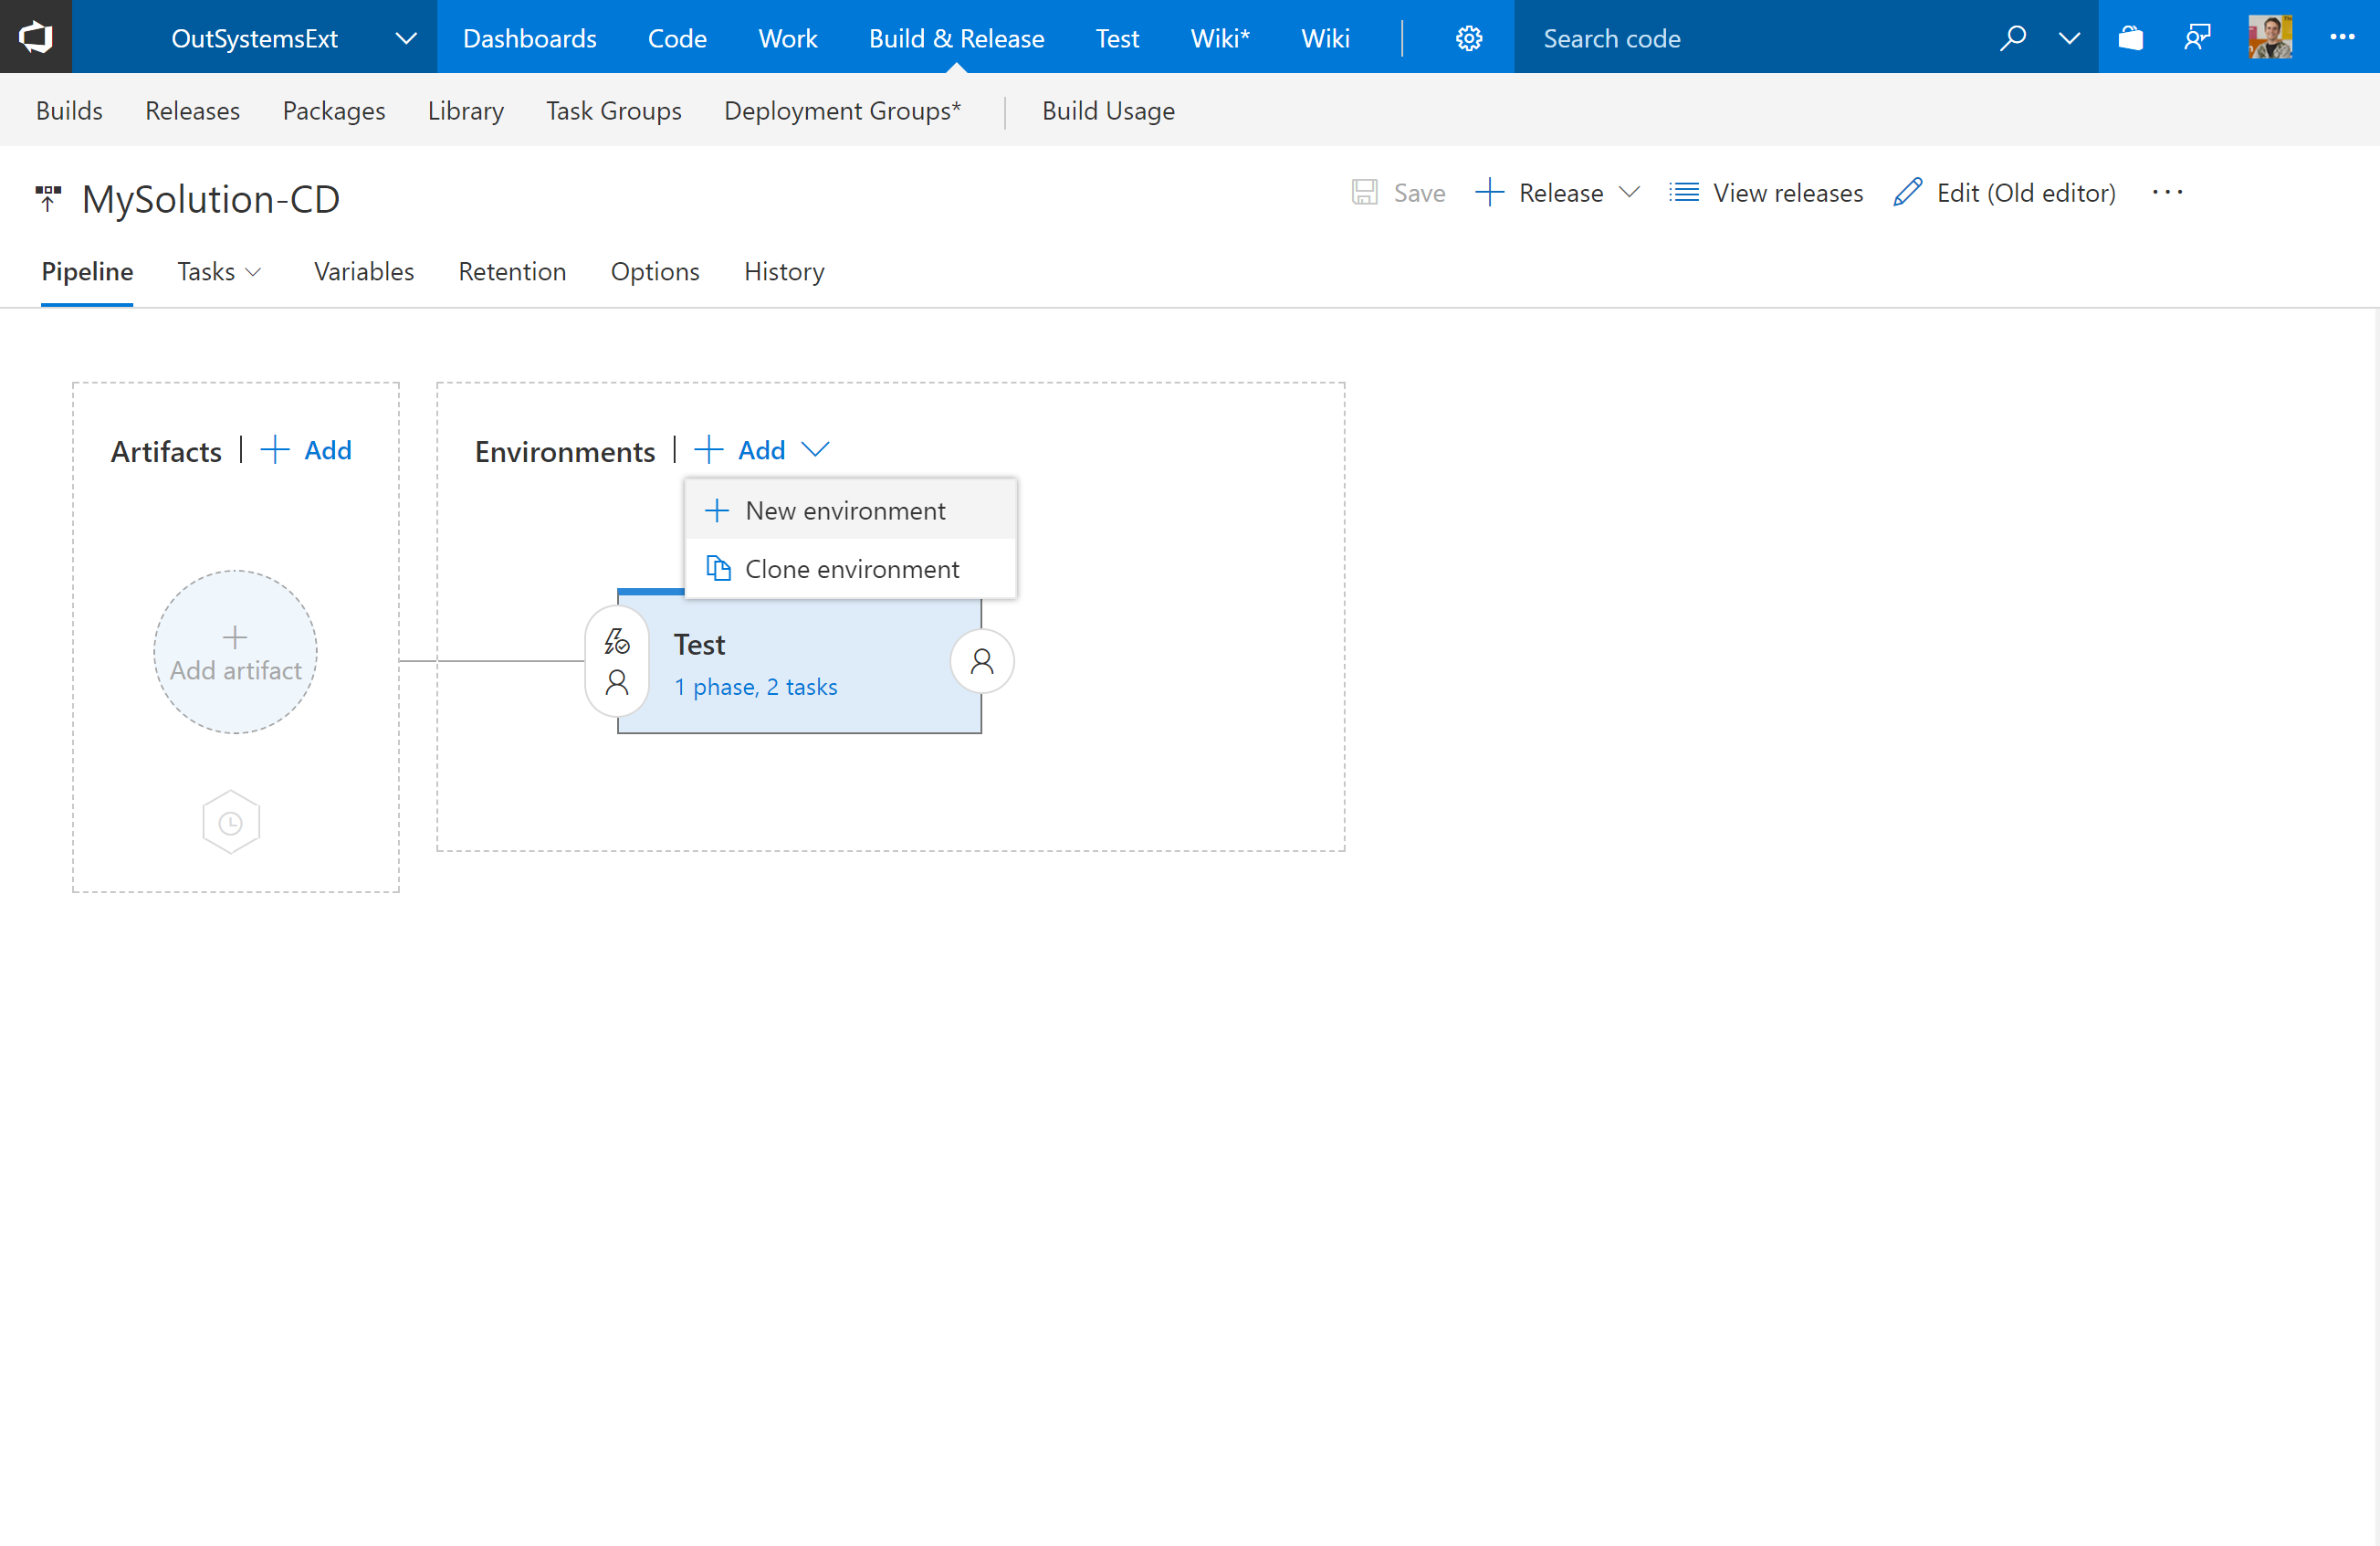 OutSystemsExt Dashboards Code Work Build & Release Test Wiki* Wiki Search code
Builds Releases Packages Library Task Groups Deployment Groups* Build Usage
MySolution-CD Save Release View releases Edit (Old editor)
Pipeline Tasks Variables Retention Options History
Artifacts Add Environments Add
New environment
Clone environment
Test
Add artifact 1 phase, 2 tasks